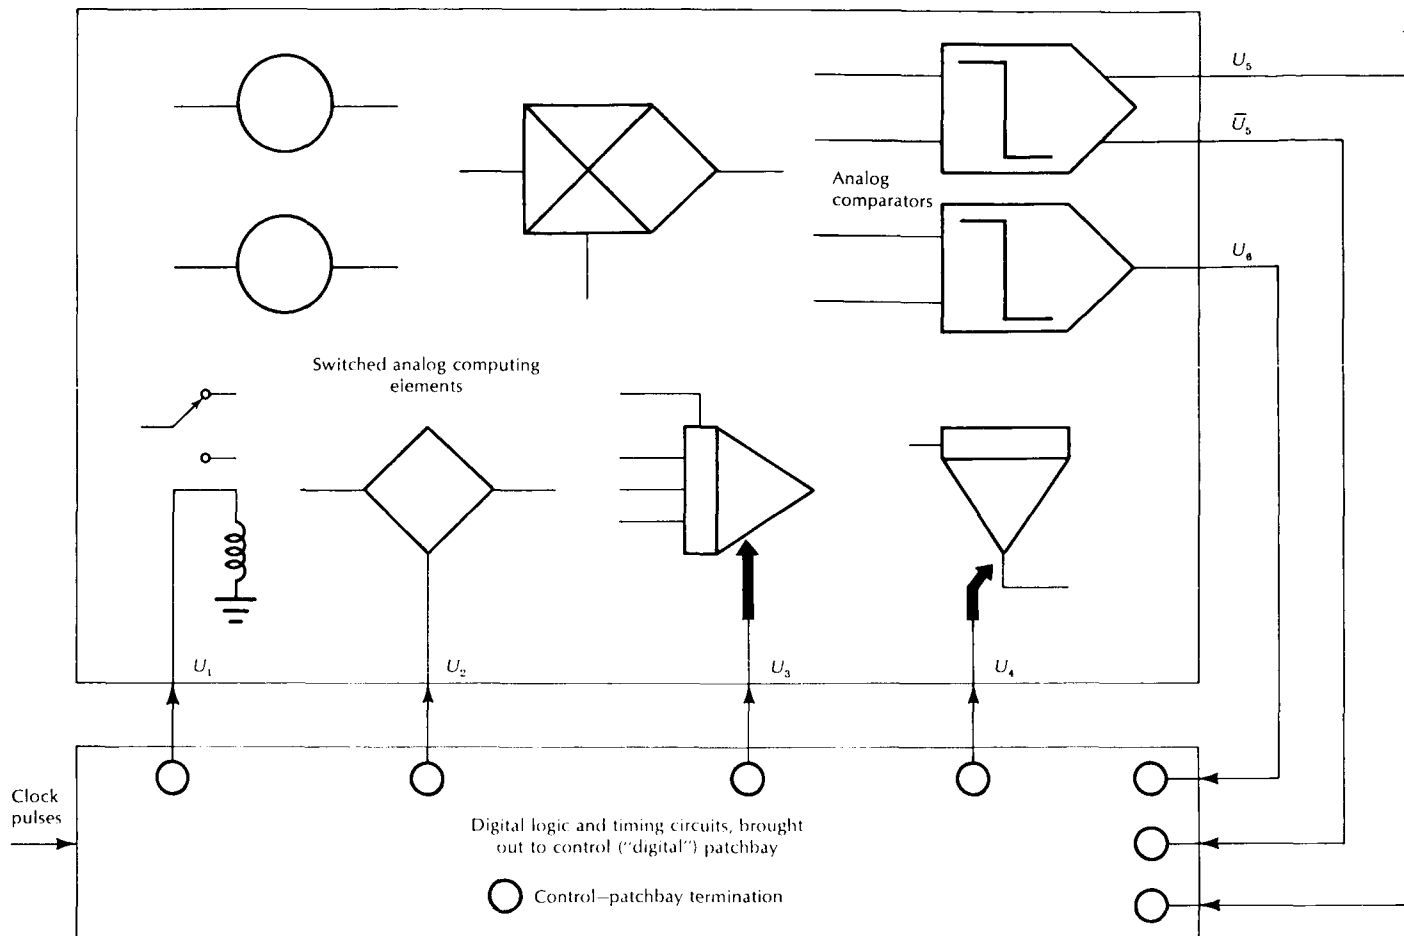 U₅
U̅₅
Analog
comparators
U₆
Switched analog computing
elements
U₁
U₂
U₃
U₄
Clock
pulses
Digital logic and timing circuits, brought
out to control (“digital”) patchbay
Control—patchbay termination